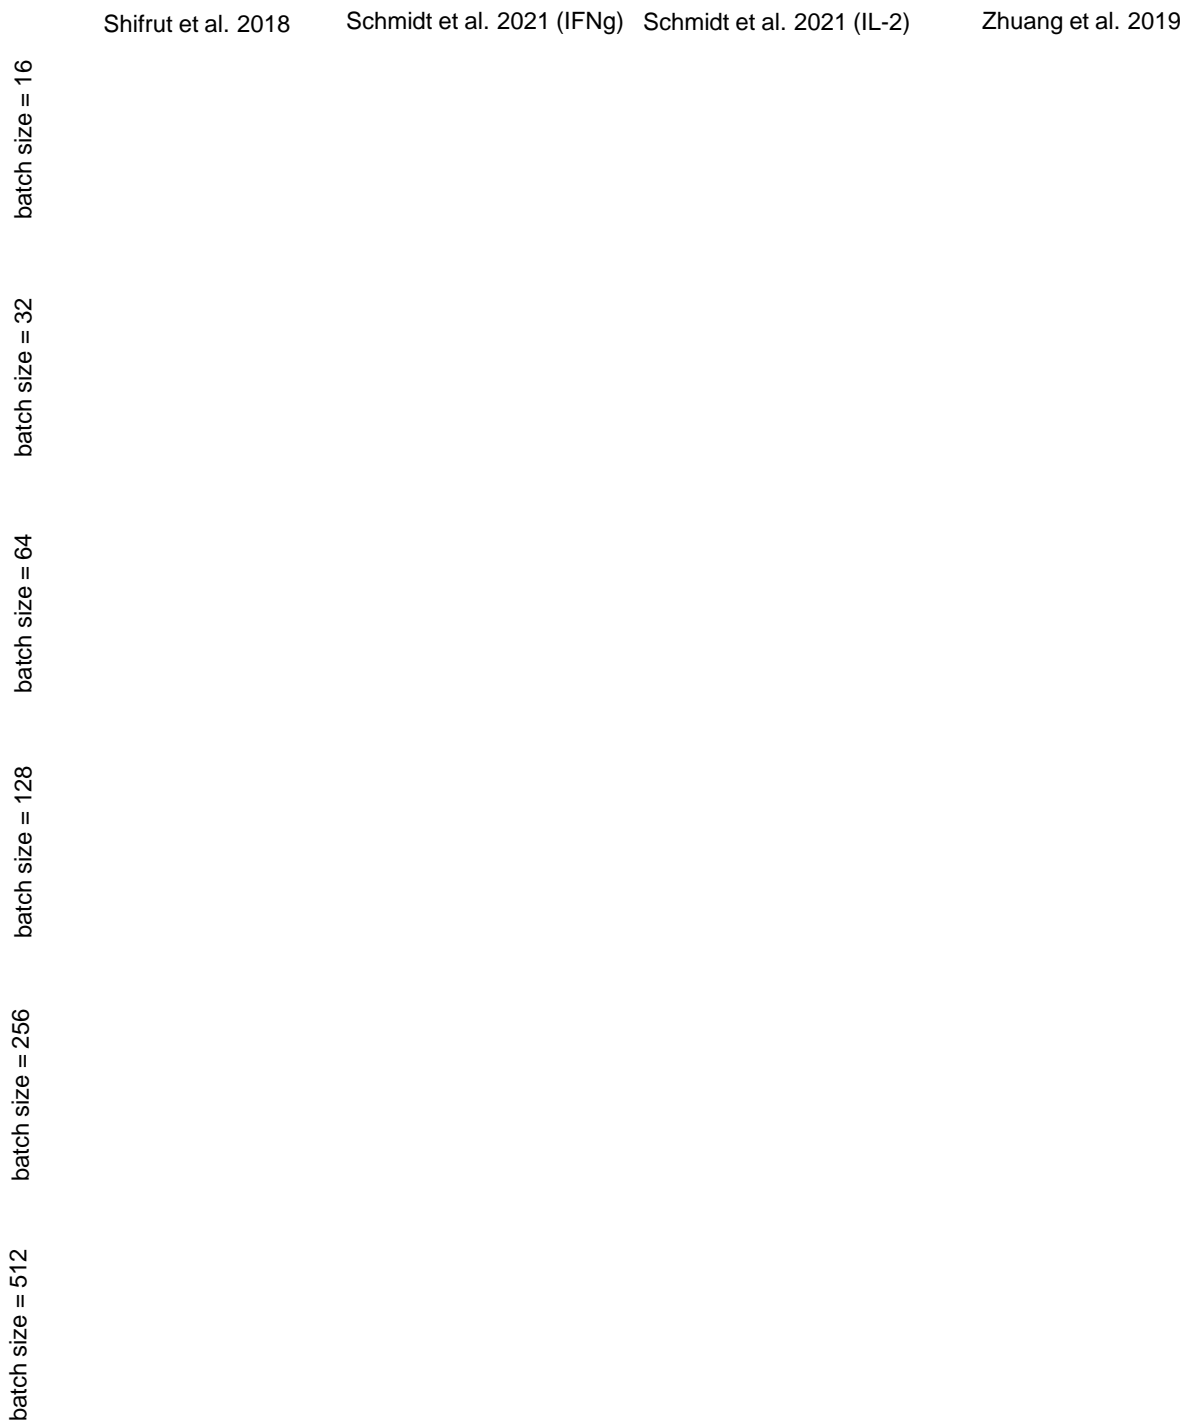 Shifrut et al. 2018
Schmidt et al. 2021 (IFNg)
Schmidt et al. 2021 (IL-2)
Zhuang et al. 2019
batch size = 16
batch size = 32
batch size = 64
batch size = 128
batch size = 256
batch size = 512